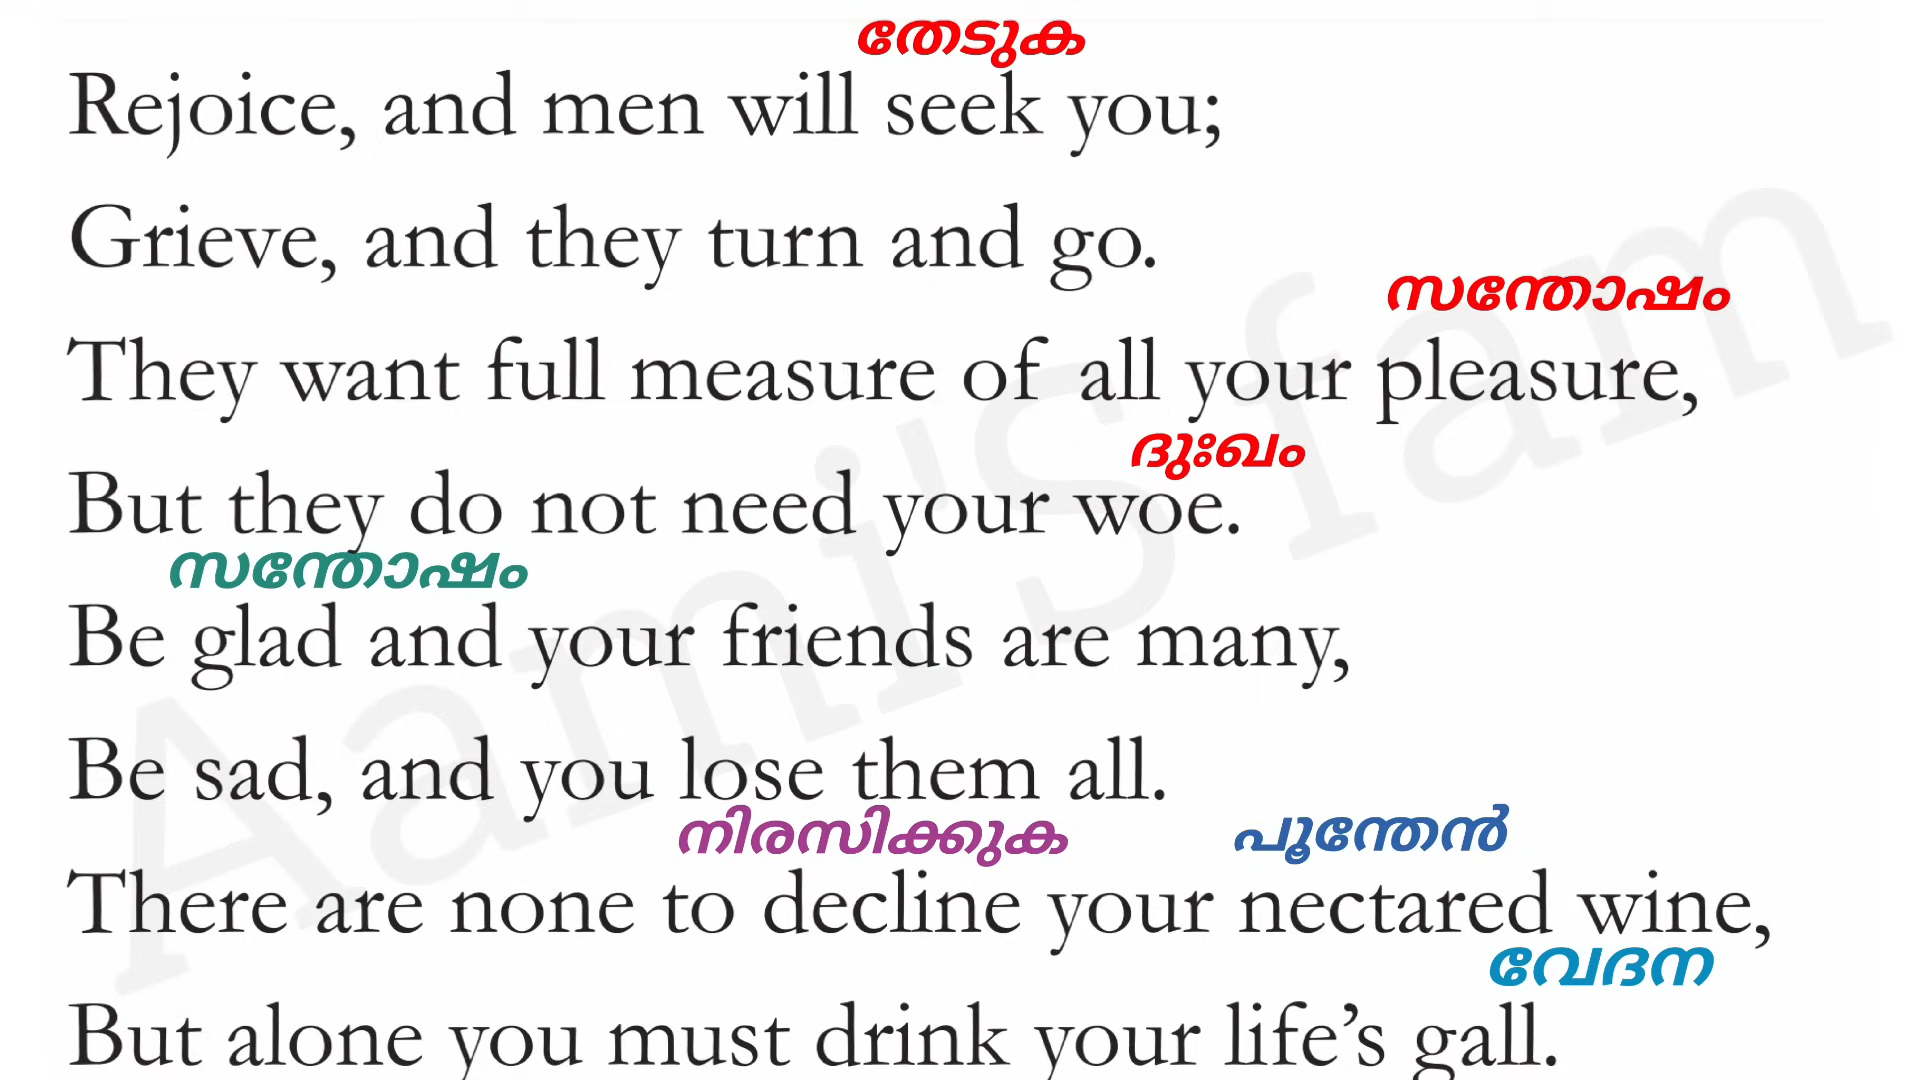 തേടുക
Rejoice, and men will seek you;
Grieve, and they turn and go.
സന്തോഷം
They want full measure of all your pleasure,
ദുഃഖം
But they do not need your woe.
സന്തോഷം
Be glad and your friends are many,
Be sad, and you lose them all.
നിരസിക്കുക പൂന്തേൻ
There are none to decline your nectared wine,
വേദന
But alone you must drink your life’s gall.
Aami'S fam